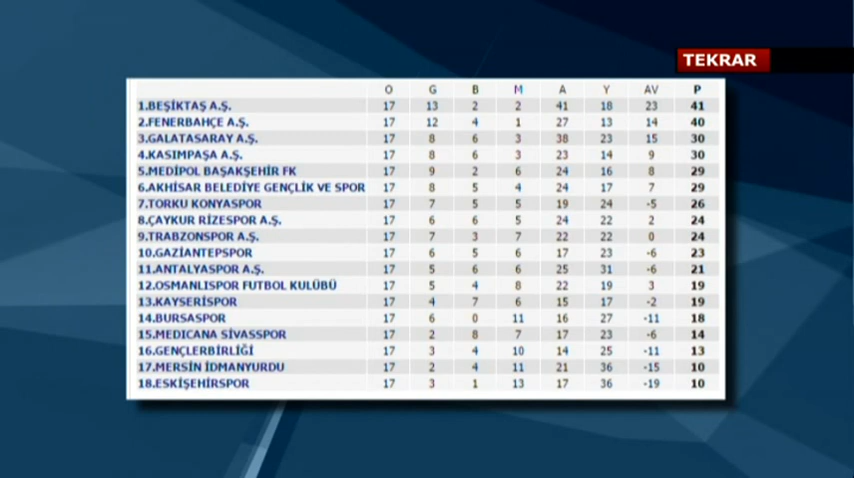 TEKRAR
O G B M A Y AV P
1.BEŞİKTAŞ A.Ş. 17 13 2 2 41 18 23 41
2.FENERBAHÇE A.Ş. 17 12 4 1 27 13 14 40
3.GALATASARAY A.Ş. 17 8 6 3 38 23 15 30
4.KASIMPAŞA A.Ş. 17 8 6 3 23 14 9 30
5.MEDIPOL BAŞAKŞEHİR FK 17 9 2 6 24 16 8 29
6.AKHİSAR BELEDİYE GENÇLİK VE SPOR 17 8 5 4 24 17 7 29
7.TORKU KONYASPOR 17 7 5 5 19 24 -5 26
8.ÇAYKUR RİZESPOR A.Ş. 17 6 6 5 24 22 2 24
9.TRABZONSPOR A.Ş. 17 7 3 7 22 22 0 24
10.GAZİANTEPSPOR 17 6 5 6 17 23 -6 23
11.ANTALYASPOR A.Ş. 17 5 6 6 25 31 -6 21
12.OSMANLISPOR FUTBOL KULÜBÜ 17 5 4 8 22 19 3 19
13.KAYSERİSPOR 17 4 7 6 15 17 -2 19
14.BURSASPOR 17 6 0 11 16 27 -11 18
15.MEDICANA SİVASSPOR 17 2 8 7 17 23 -6 14
16.GENÇLERBİRLİĞİ 17 3 4 10 14 25 -11 13
17.MERSİN İDMANYURDU 17 2 4 11 21 36 -15 10
18.ESKİŞEHİRSPOR 17 3 1 13 17 36 -19 10